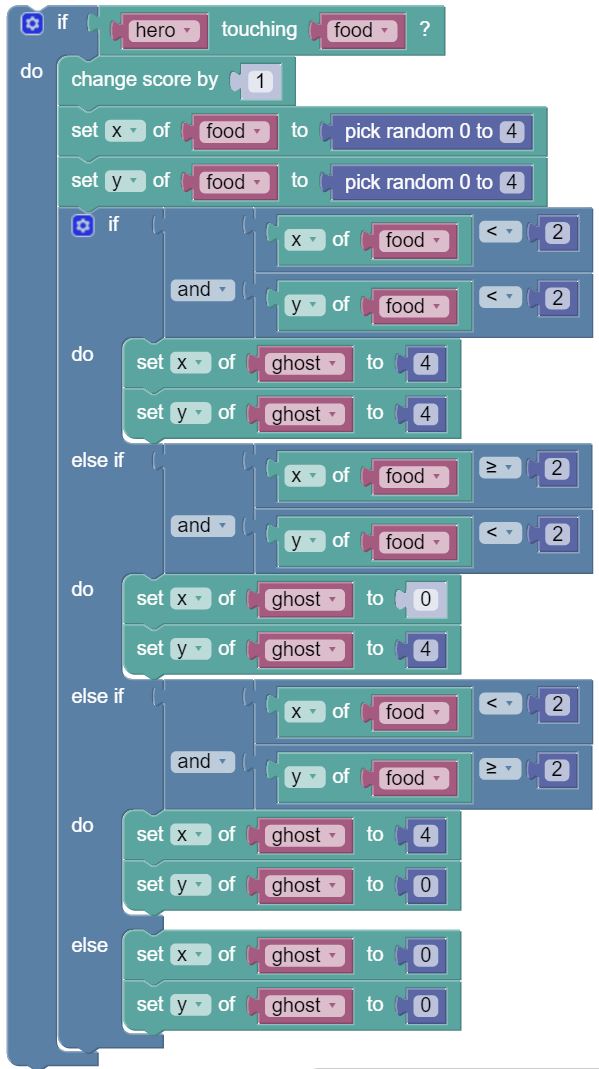 if hero touching food ?
do
change score by 1
set x of food to pick random 0 to 4
set y of food to pick random 0 to 4
if x of food < 2
and
y of food < 2
do set x of ghost to 4
set y of ghost to 4
else if x of food ≥ 2
and
y of food < 2
do set x of ghost to 0
set y of ghost to 4
else if x of food < 2
and
y of food ≥ 2
do set x of ghost to 4
set y of ghost to 0
else set x of ghost to 0
set y of ghost to 0